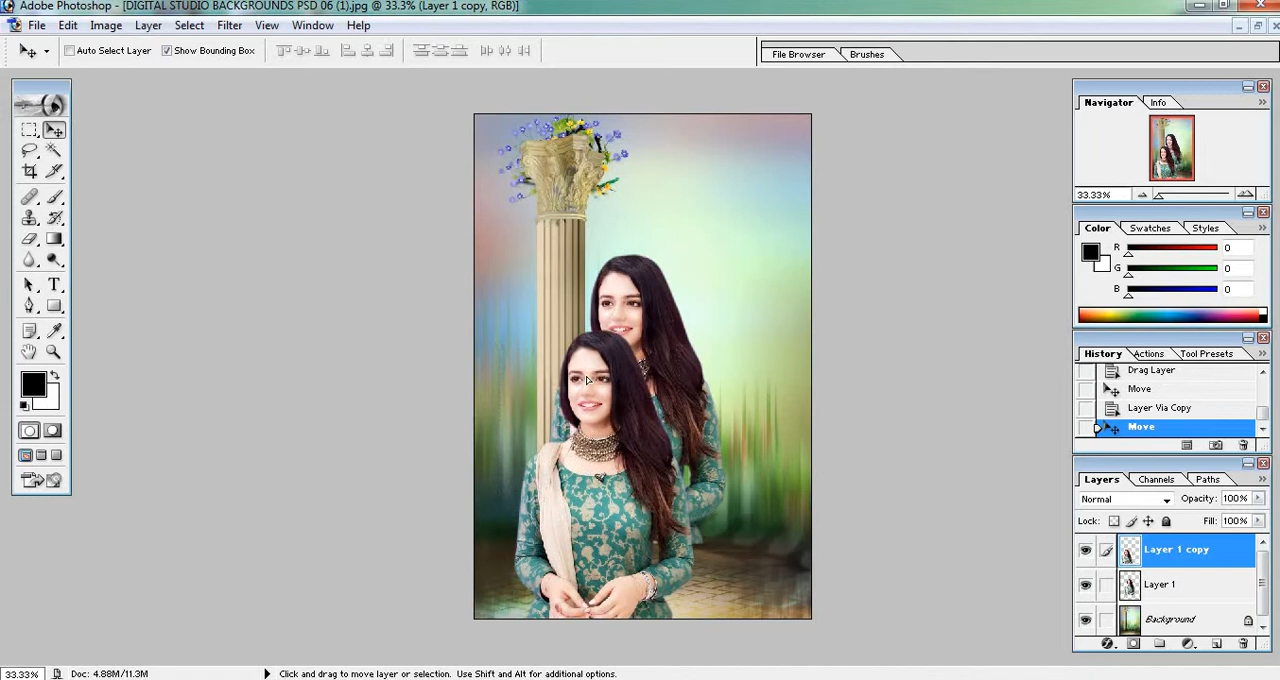 Adobe Photoshop - [DIGITAL STUDIO BACKGROUNDS PSD 06 (1).jpg @ 33.3% (Layer 1 copy, RGB)]
File Edit Image Layer Select Filter View Window Help
Auto Select Layer Show Bounding Box File Browser Brushes
Navigator Info
33.33%
Color Swatches Styles
R 0
G 0
B 0
History Actions Tool Presets
Drag Layer
Move
Layer Via Copy
Move
Layers Channels Paths
Normal Opacity: 100%
Lock: Fill: 100%
Layer 1 copy
Layer 1
Background
33.33% Doc: 4.88M/11.3M Click and drag to move layer or selection. Use Shift and Alt for additional options.